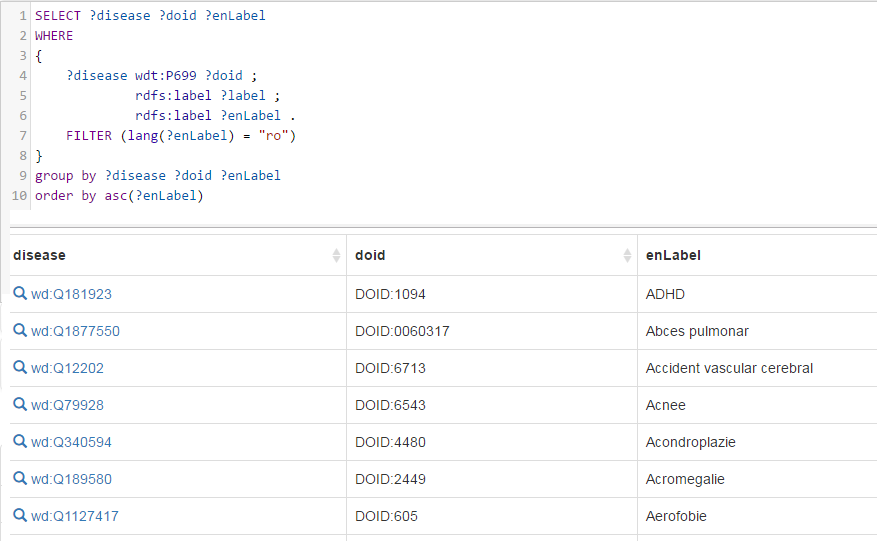 1 SELECT ?disease ?doid ?enLabel
2 WHERE
3 {
4 ?disease wdt:P699 ?doid ;
5 rdfs:label ?label ;
6 rdfs:label ?enLabel .
7 FILTER (lang(?enLabel) = "ro")
8 }
9 group by ?disease ?doid ?enLabel
10 order by asc(?enLabel)
disease doid enLabel
wd:Q181923 DOID:1094 ADHD
wd:Q1877550 DOID:0060317 Abces pulmonar
wd:Q12202 DOID:6713 Accident vascular cerebral
wd:Q79928 DOID:6543 Acnee
wd:Q340594 DOID:4480 Acondroplazie
wd:Q189580 DOID:2449 Acromegalie
wd:Q1127417 DOID:605 Aerofobie